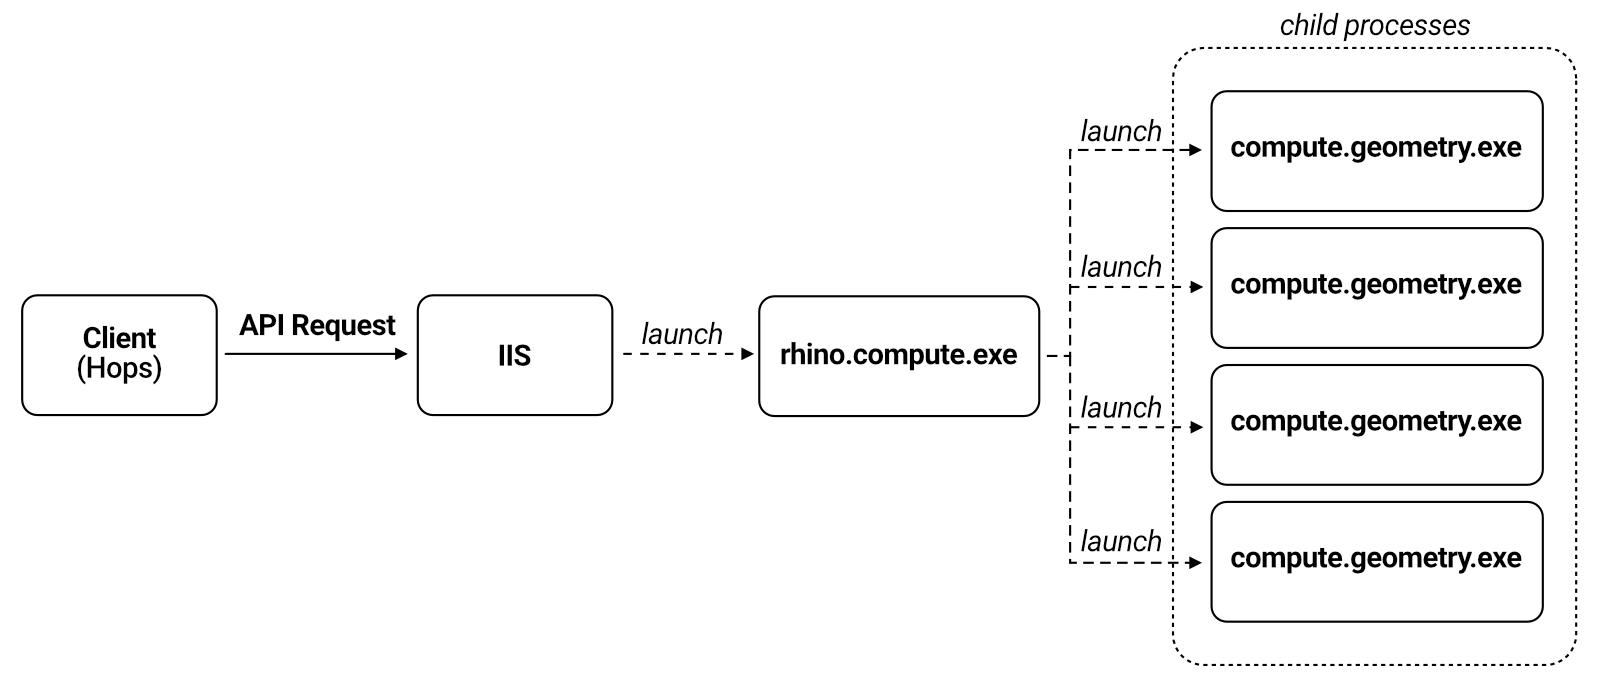 child processes
launch
compute.geometry.exe
launch
compute.geometry.exe
Client
(Hops)
API Request
IIS
launch
rhino.compute.exe
launch
compute.geometry.exe
launch
compute.geometry.exe